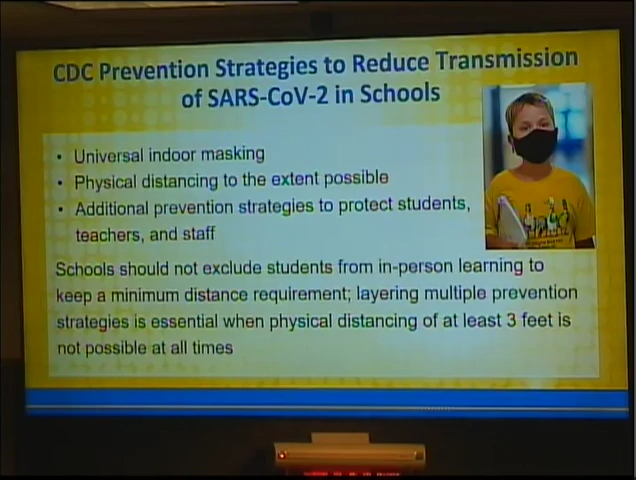 CDC Prevention Strategies to Reduce Transmission
of SARS-CoV-2 in Schools
• Universal indoor masking
• Physical distancing to the extent possible
• Additional prevention strategies to protect students,
teachers, and staff
Schools should not exclude students from in-person learning to
keep a minimum distance requirement; layering multiple prevention
strategies is essential when physical distancing of at least 3 feet is
not possible at all times